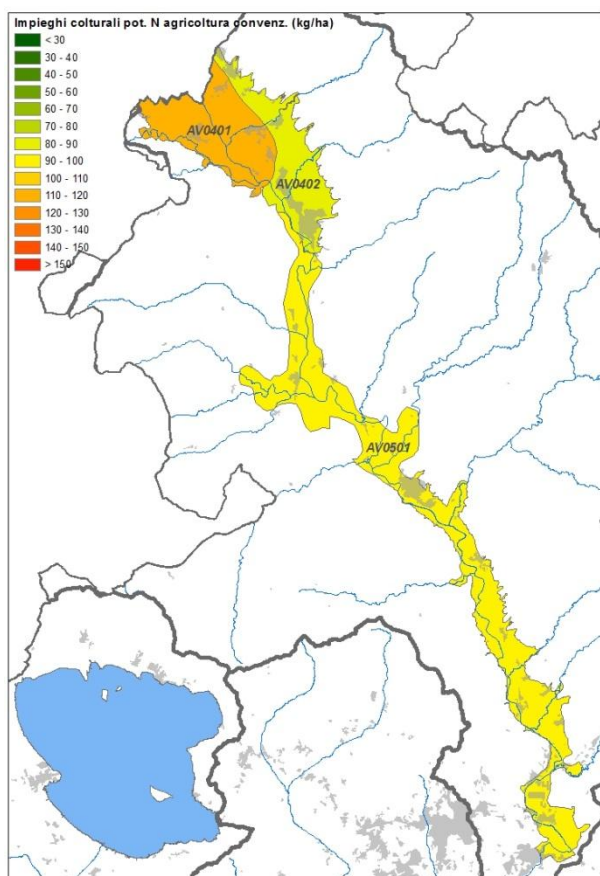 Impieghi colturali pot. N agricoltura convenz. (kg/ha)
< 30
30 - 40
40 - 50
50 - 60
60 - 70
70 - 80
80 - 90
90 - 100
100 - 110
110 - 120
120 - 130
130 - 140
140 - 150
> 150
AV0401
AV0402
AV0501